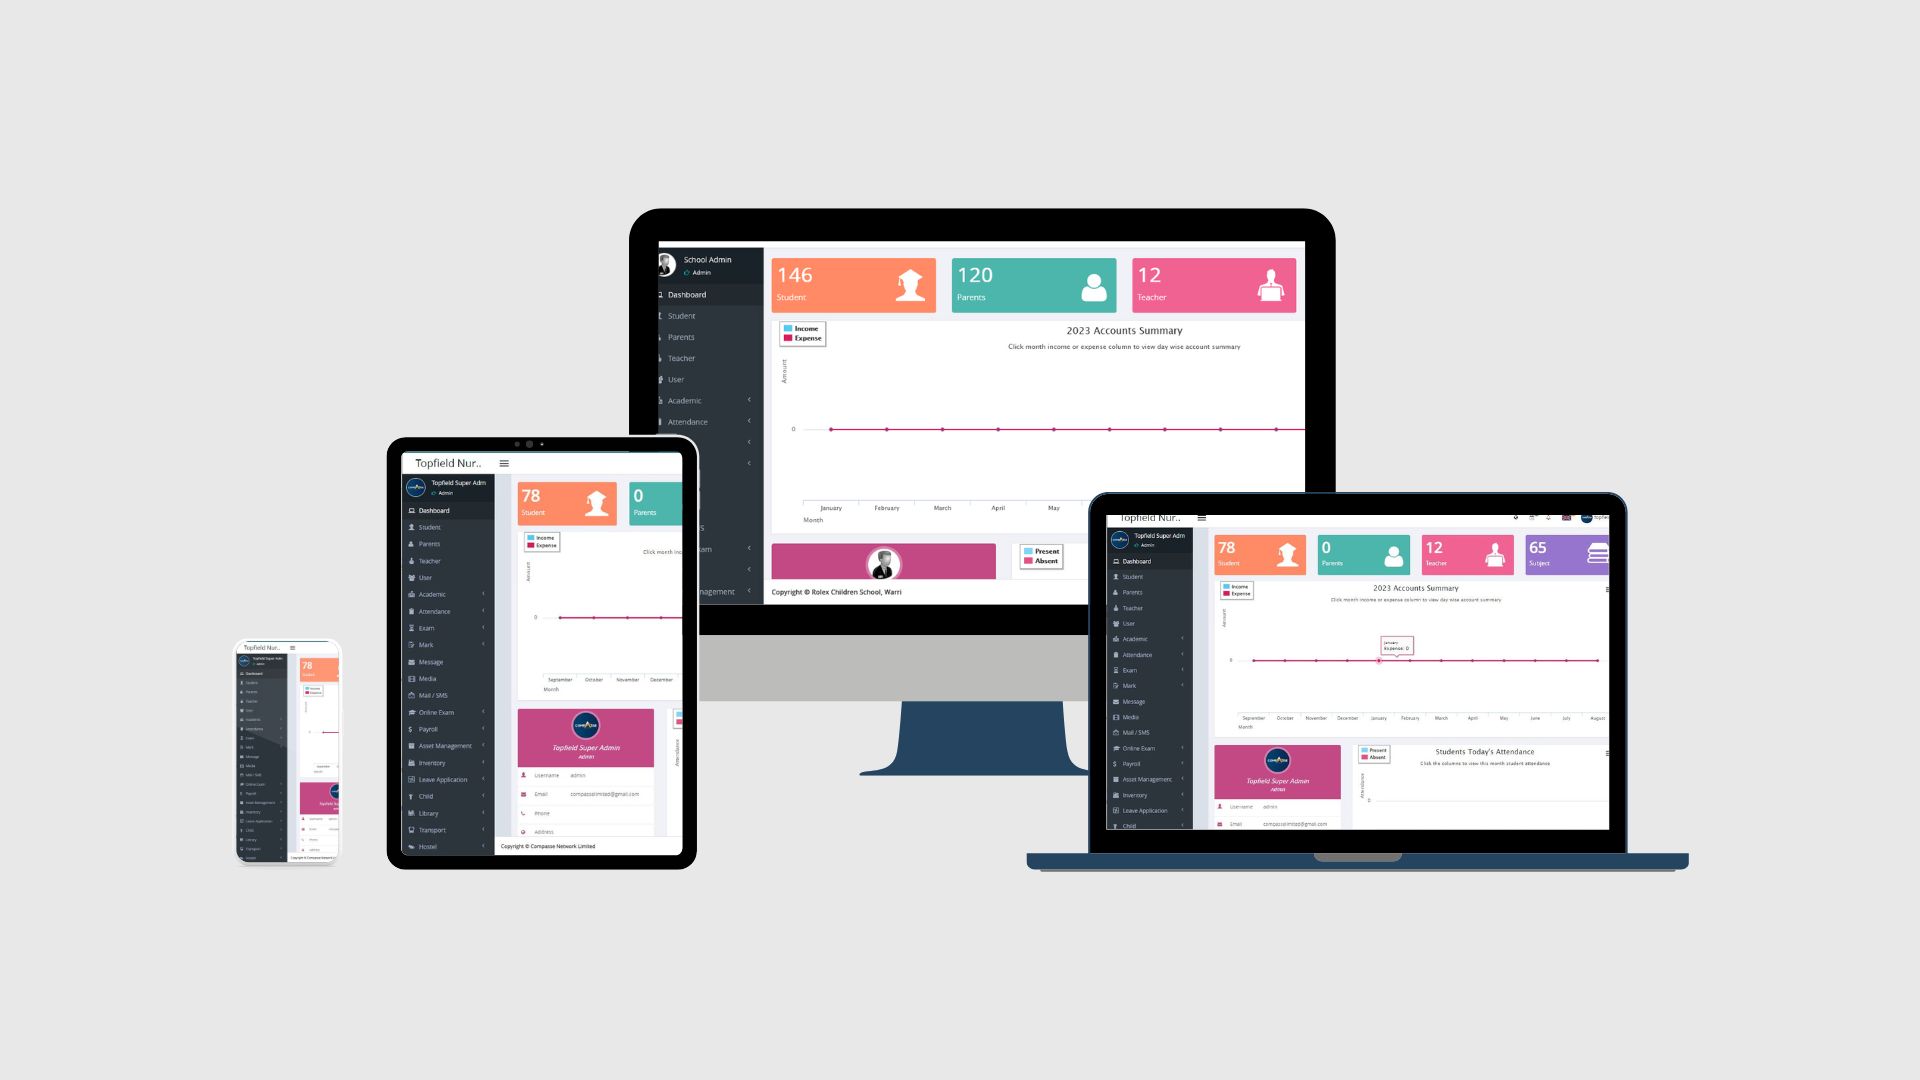 School Admin
Admin
Dashboard
Student
Parents
Teacher
User
Academic
Attendance
nagement
146
Student
120
Parents
12
Teacher
Income
Expense
2023 Accounts Summary
Click month income or expense column to view day wise account summary
Amount
0
January February March April May
Month
Present
Absent
Copyright © Rolex Children School, Warri
Topfield Nur..
Topfield Super Adm
Admin
Dashboard
Student
Parents
Teacher
User
Academic
Attendance
Exam
Mark
Message
Media
Mail / SMS
Online Exam
Payroll
Asset Management
Inventory
Leave Application
Child
Library
Transport
Hostel
78
Student
0
Parents
Income
Expense
Click month inc
Amount
0
September October November December
Month
Topfield Super Admin
Admin
Username admin
Email compasselimited@gmail.com
Phone
Address
Attendance
Copyright © Compasse Network Limited
Topfield Nur..
Topfield Super Adm
Admin
Dashboard
Student
Parents
Teacher
User
Academic
Attendance
Exam
Mark
Message
Media
Mail / SMS
Online Exam
Payroll
Asset Management
Inventory
Leave Application
Child
78
Student
0
Parents
12
Teacher
65
Subject
Income
Expense
2023 Accounts Summary
Click month income or expense column to view day wise account summary
Amount
0
January
Expense: 0
September October November December January February March April May June July August
Month
Topfield Super Admin
Admin
Username admin
Email compasselimited@gmail.com
Present
Absent
Students Today's Attendance
Click the columns to view this month student attendance
Attendance
Topfield Nur..
78